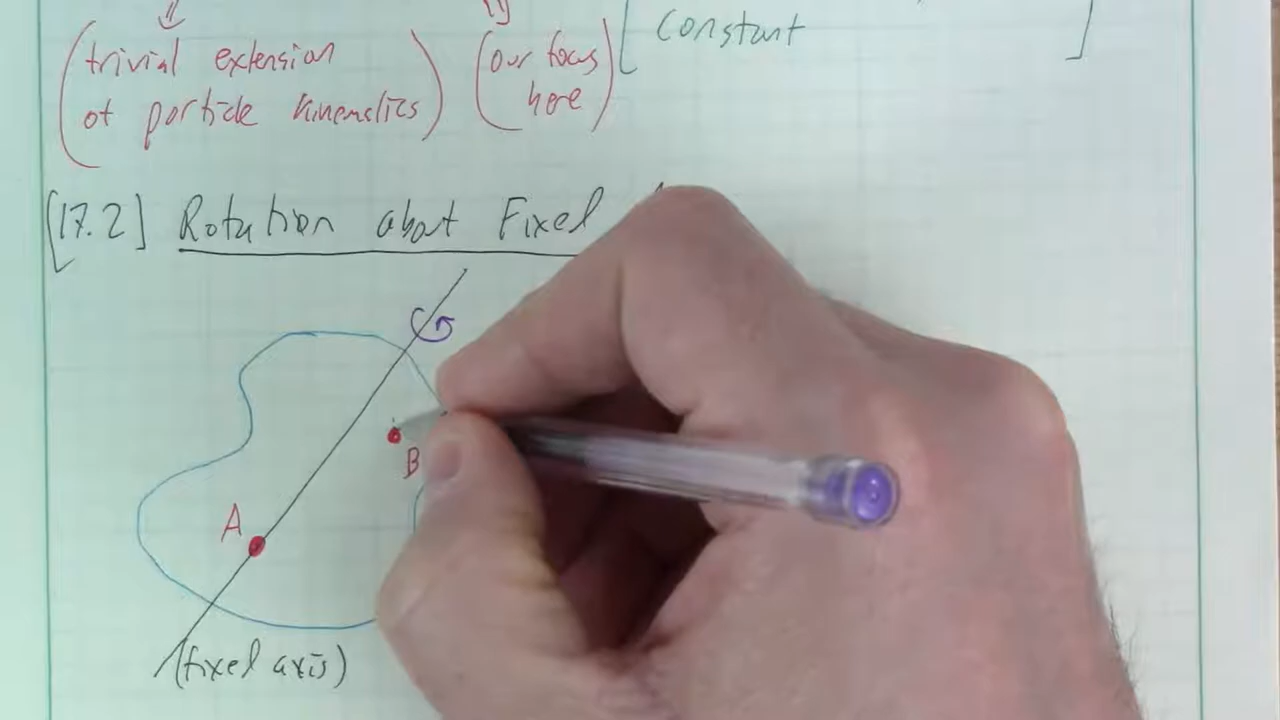 (trivial extension
of particle kinematics)
(our focus
here)
[constant]
[17.2] Rotation about Fixed
B
A
(fixed axis)